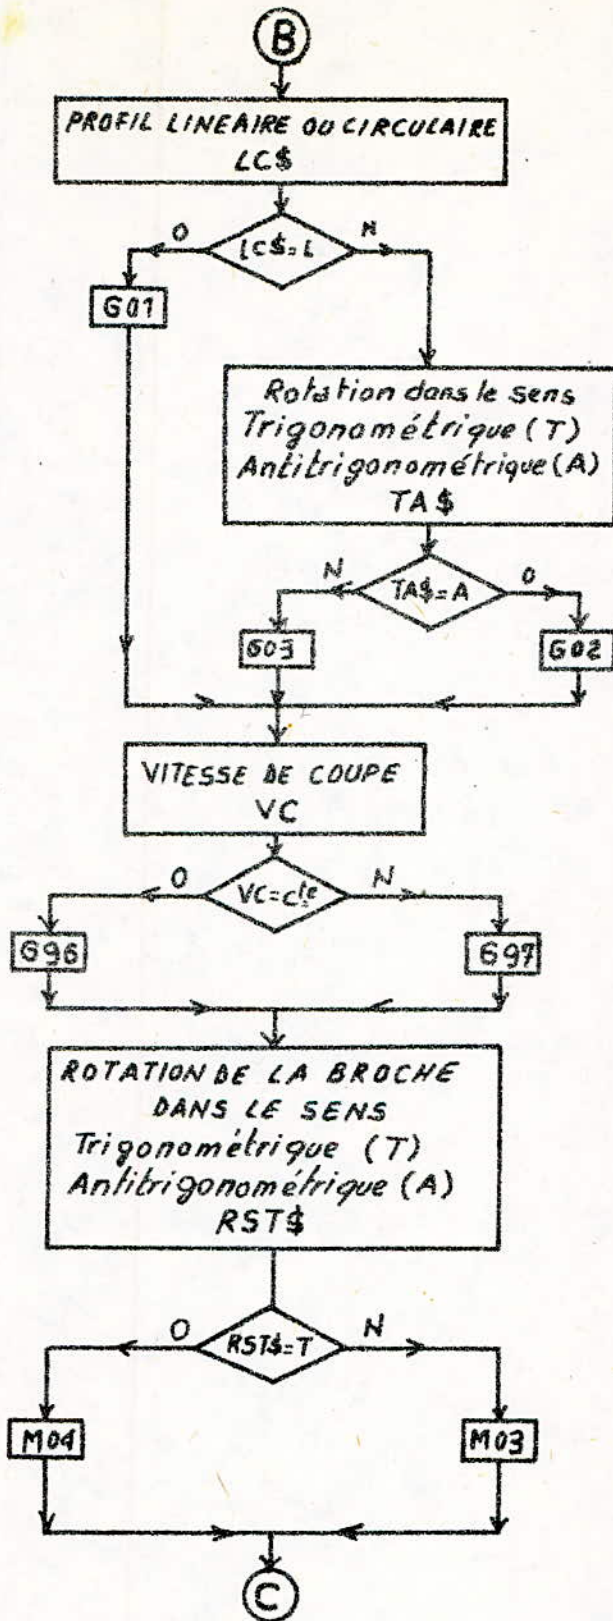 B
PROFIL LINEAIRE OU CIRCULAIRE
LC$
O
LC$=L
N
G01
Rotation dans le sens
Trigonométrique (T)
Antitrigonométrique (A)
TA$
N
TA$=A
O
G03
G02
VITESSE DE COUPE
VC
O
VC=cte
N
G96
G97
ROTATION DE LA BROCHE
DANS LE SENS
Trigonométrique (T)
Antitrigonométrique (A)
RST$
O
RST$=T
N
M04
M03
C